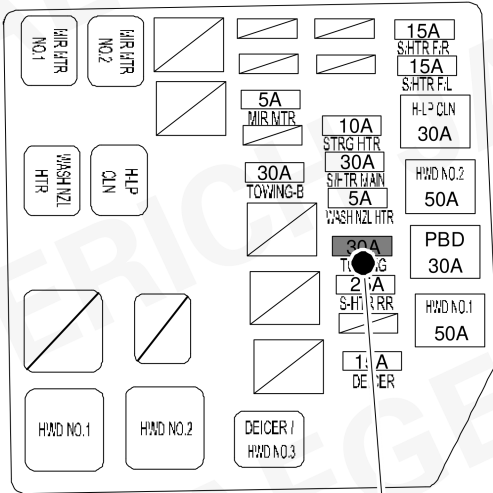 MIR MTR
NO.1
MIR MTR
NO.2
15A
S/HTR F/R
15A
S/HTR F/L
5A
MIR MTR
H-LP CLN
30A
10A
STRG HTR
30A
S/HTR MAIN
WASH NZL
HTR
H-LP
CLN
30A
TOWING-B
5A
WASH NZL HTR
HWD NO.2
50A
30A
PBD
30A
S-HTR RR
HWD NO.1
50A
DEICER
HWD NO.1
HWD NO.2
DEICER /
HWD NO.3